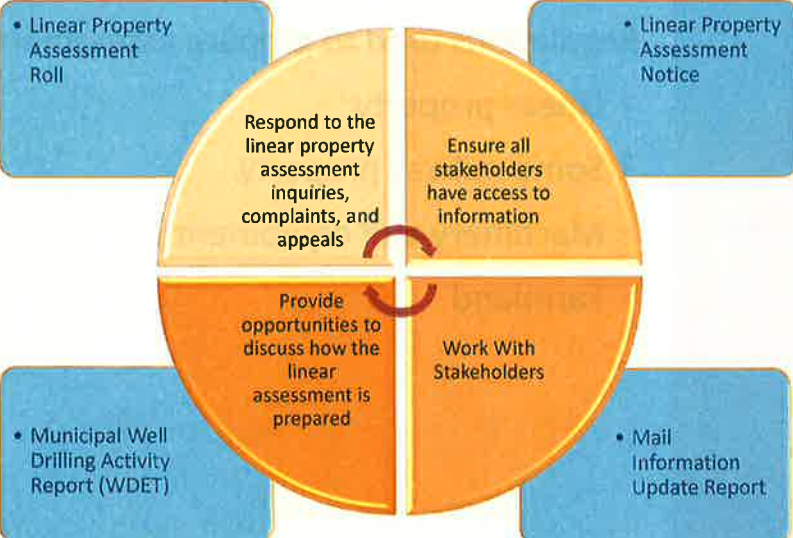 • Linear Property
Assessment
Roll
• Linear Property
Assessment
Notice
Respond to the
linear property
assessment
inquiries,
complaints, and
appeals
Ensure all
stakeholders
have access to
information
Provide
opportunities to
discuss how the
linear
assessment is
prepared
Work With
Stakeholders
• Municipal Well
Drilling Activity
Report (WDET)
• Mail
Information
Update Report